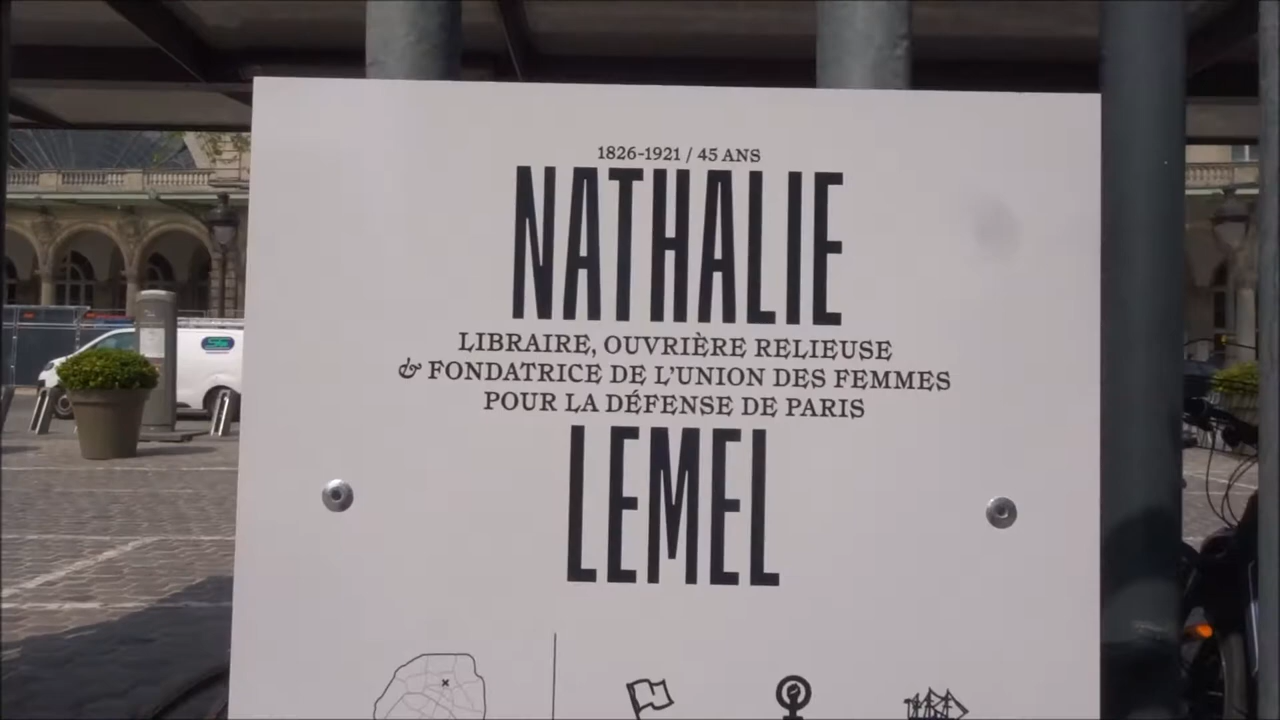 1826-1921 / 45 ANS
NATHALIE
LIBRAIRE, OUVRIÈRE RELIEUSE
& FONDATRICE DE L'UNION DES FEMMES
POUR LA DÉFENSE DE PARIS
LEMEL